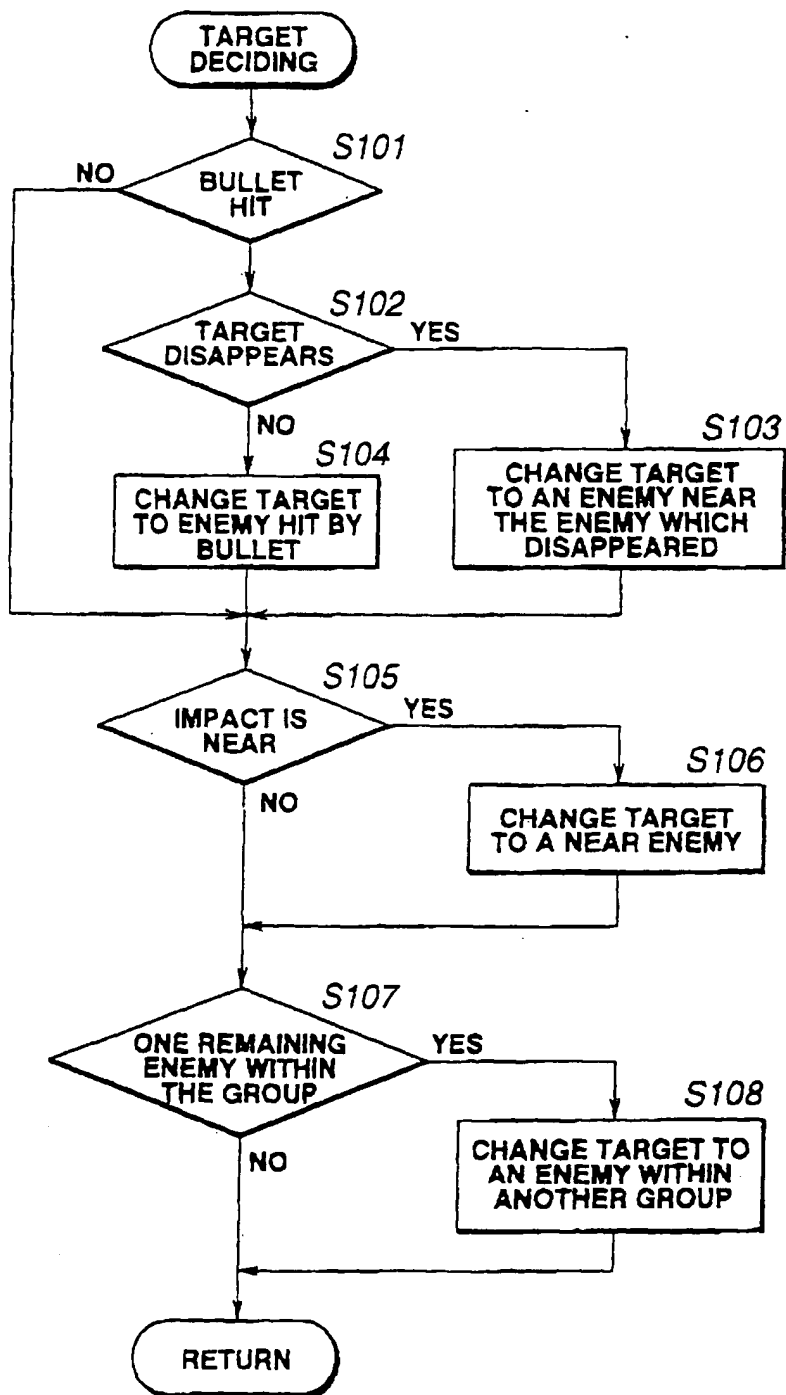 TARGET
DECIDING
S101
NO
BULLET
HIT
S102
TARGET
DISAPPEARS
YES
NO
S103
S104
CHANGE TARGET
TO AN ENEMY NEAR
THE ENEMY WHICH
DISAPPEARED
CHANGE TARGET
TO ENEMY HIT BY
BULLET
S105
IMPACT IS
NEAR
YES
NO
S106
CHANGE TARGET
TO A NEAR ENEMY
S107
ONE REMAINING
ENEMY WITHIN
THE GROUP
YES
NO
S108
CHANGE TARGET TO
AN ENEMY WITHIN
ANOTHER GROUP
RETURN